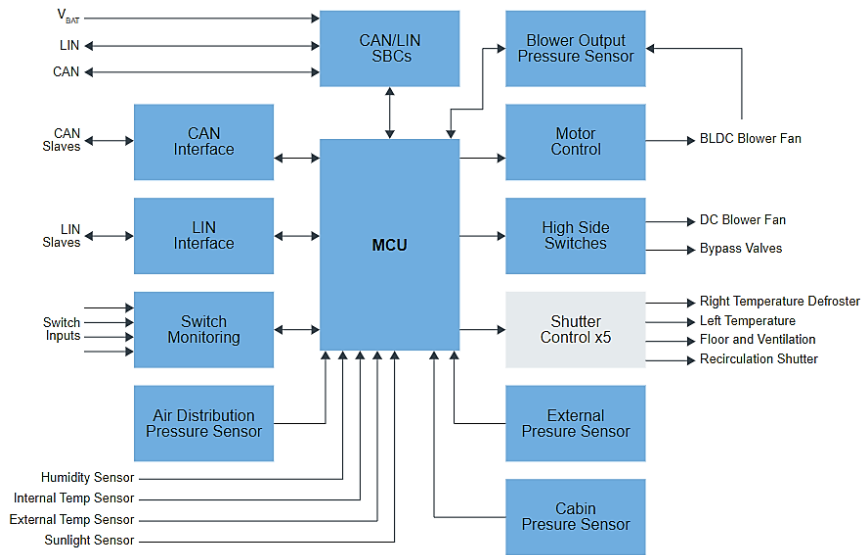 VBAT
LIN
CAN
CAN/LIN
SBCs
Blower Output
Pressure Sensor
CAN
Slaves
CAN
Interface
Motor
Control
BLDC Blower Fan
LIN
Slaves
LIN
Interface
MCU
High Side
Switches
DC Blower Fan
Bypass Valves
Switch
Inputs
Switch
Monitoring
Shutter
Control x5
Right Temperature Defroster
Left Temperature
Floor and Ventilation
Recirculation Shutter
Air Distribution
Pressure Sensor
External
Presure Sensor
Humidity Sensor
Internal Temp Sensor
External Temp Sensor
Sunlight Sensor
Cabin
Presure Sensor